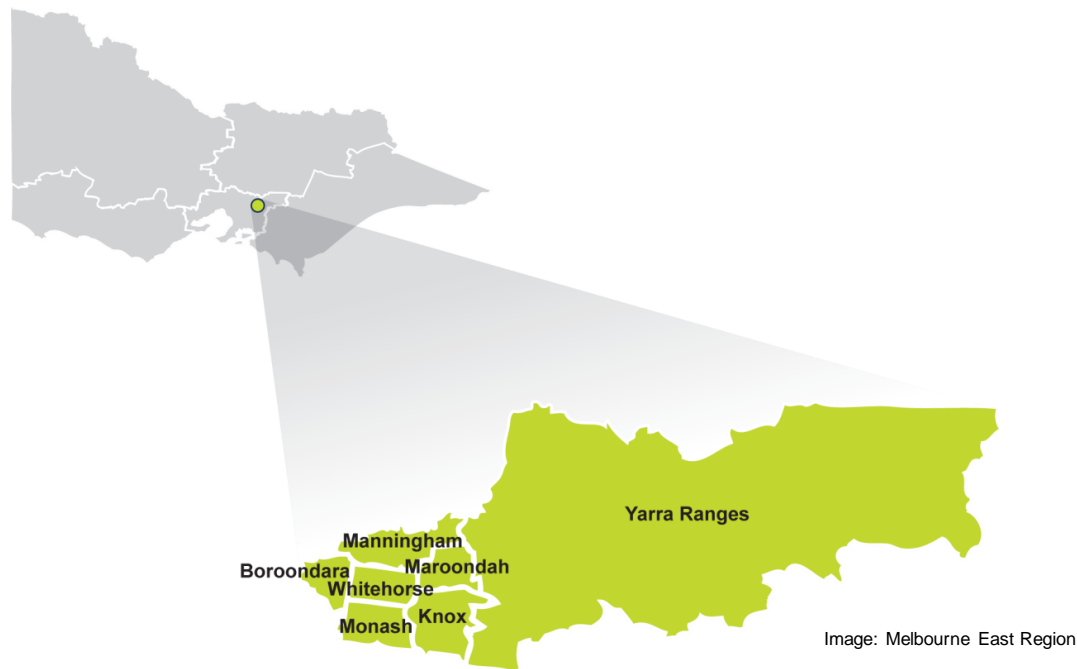 Yarra Ranges
Manningham
Maroondah
Boroondara
Whitehorse
Knox
Monash
Image: Melbourne East Region